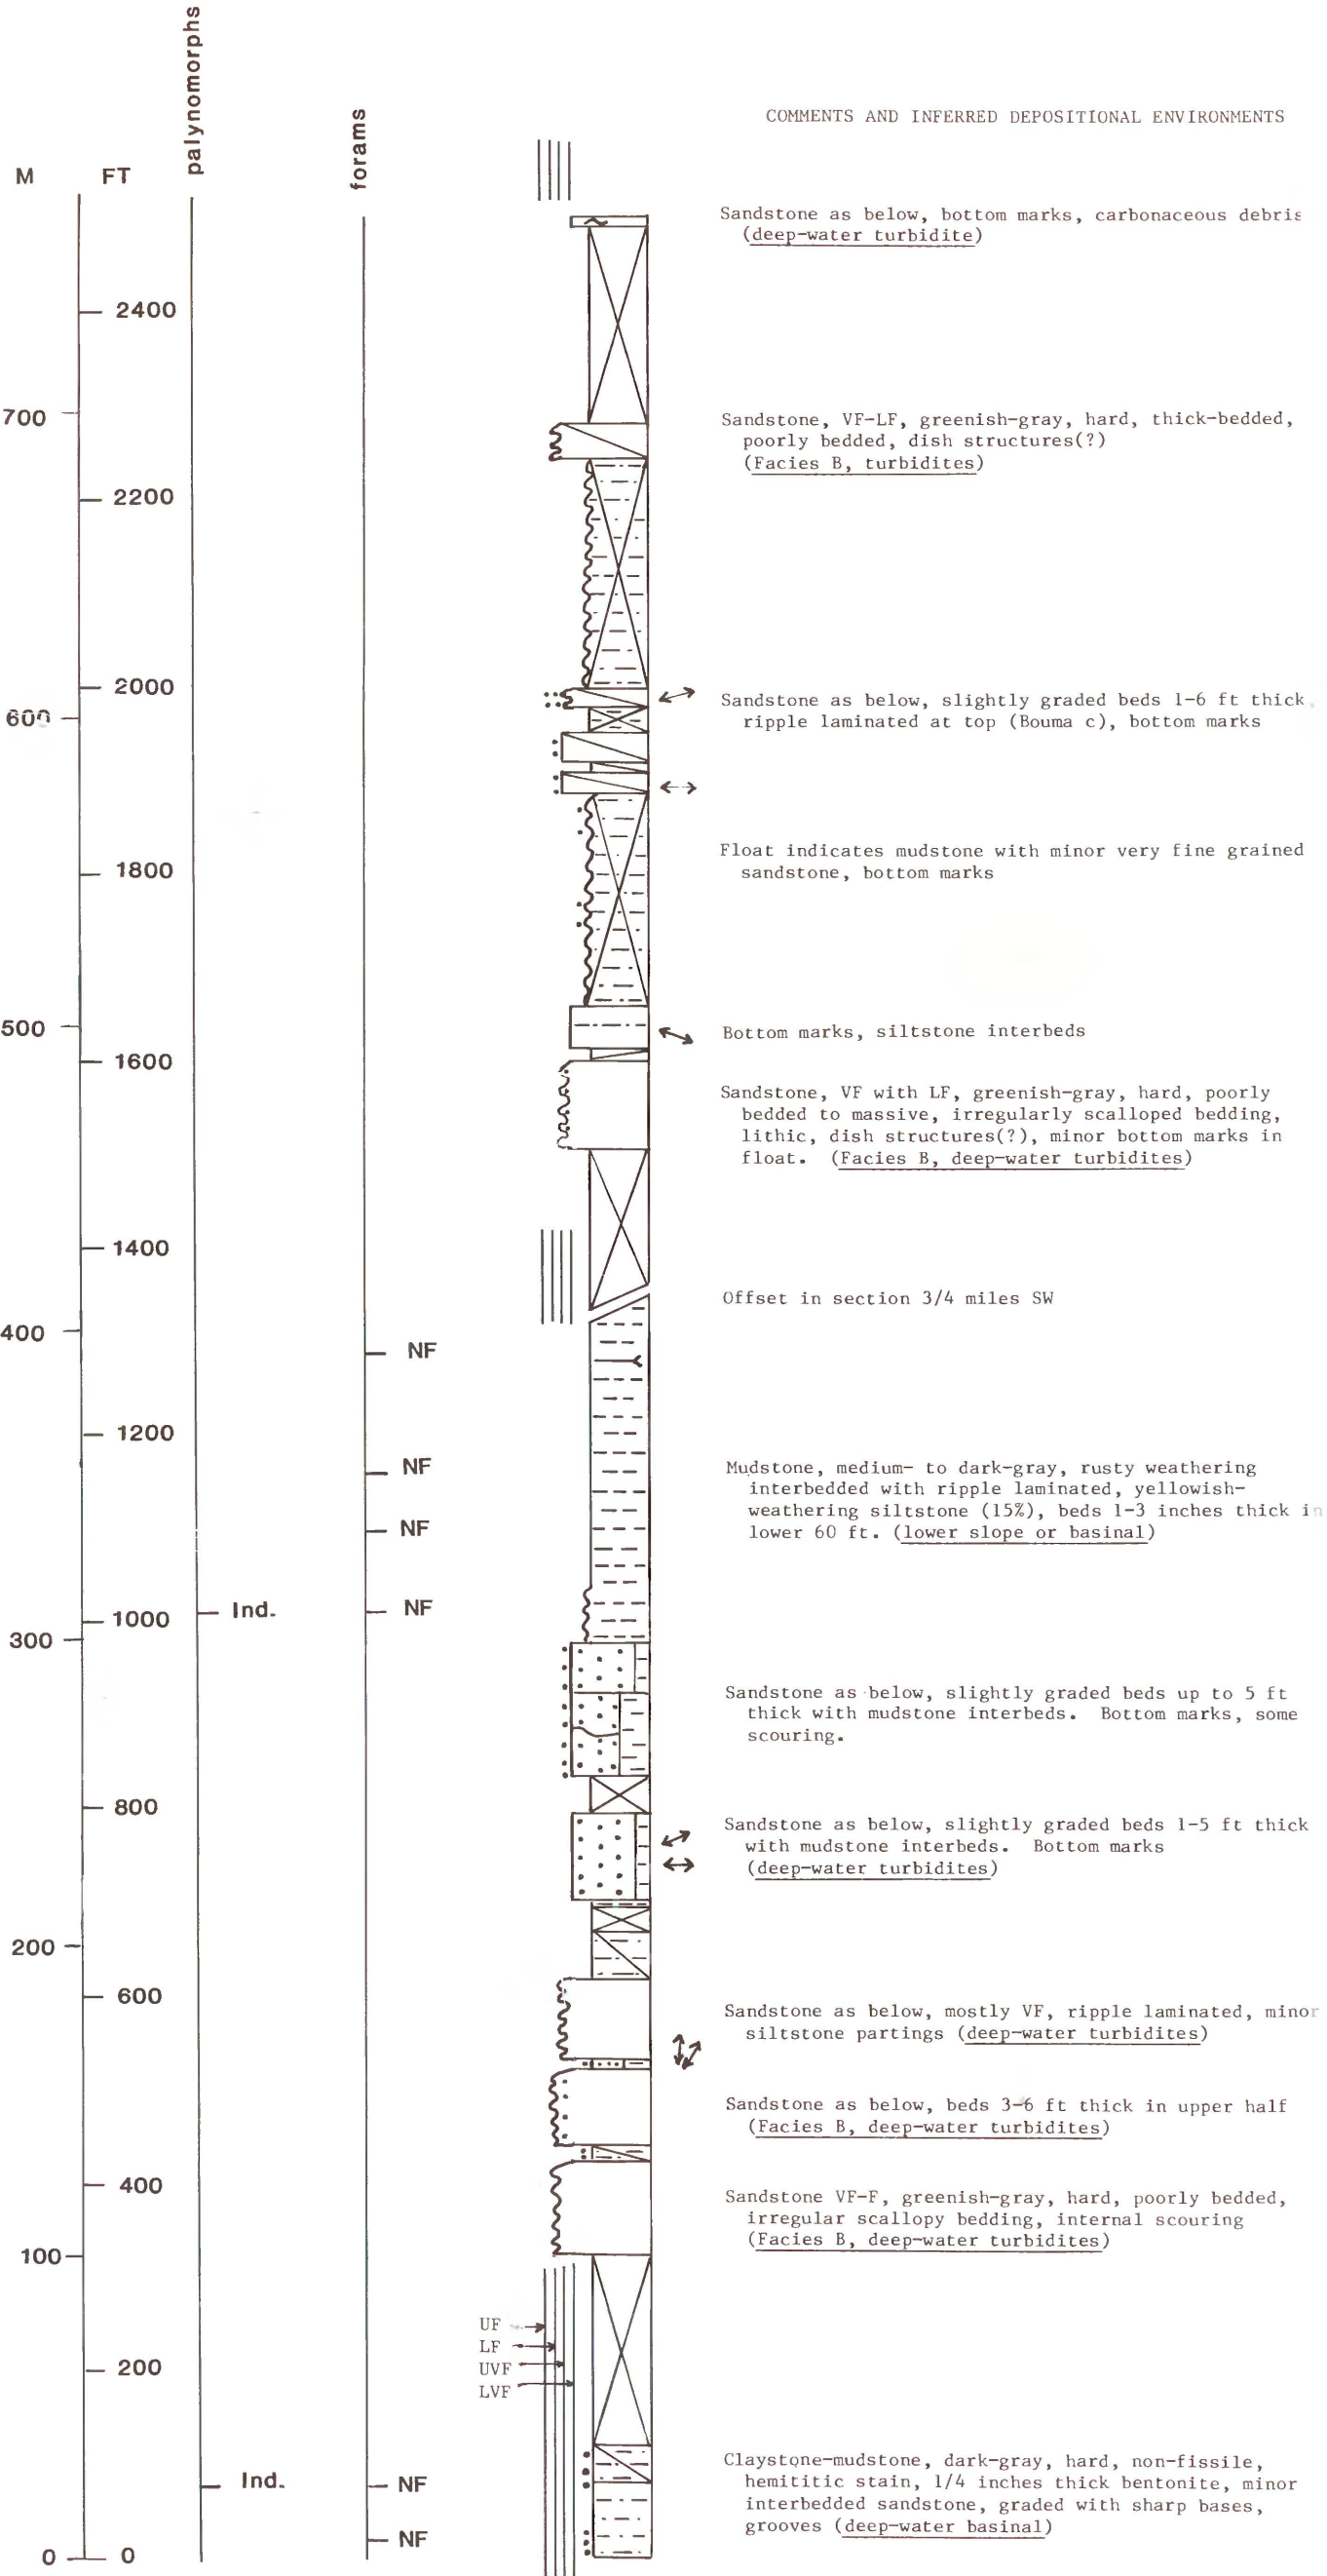 palynomorphs
forams
COMMENTS AND INFERRED DEPOSITIONAL ENVIRONMENTS
M
FT
Sandstone as below, bottom marks, carbonaceous debris
(deep-water turbidite)
2400
700
Sandstone, VF-LF, greenish-gray, hard, thick-bedded,
poorly bedded, dish structures(?)
(Facies B, turbidites)
2200
2000
600
Sandstone as below, slightly graded beds 1-6 ft thick,
ripple laminated at top (Bouma c), bottom marks
1800
Float indicates mudstone with minor very fine grained
sandstone, bottom marks
500
Bottom marks, siltstone interbeds
1600
Sandstone, VF with LF, greenish-gray, hard, poorly
bedded to massive, irregularly scalloped bedding,
lithic, dish structures(?), minor bottom marks in
float. (Facies B, deep-water turbidites)
1400
Offset in section 3/4 miles SW
400
NF
1200
NF
Mudstone, medium- to dark-gray, rusty weathering
interbedded with ripple laminated, yellowish-
weathering siltstone (15%), beds 1-3 inches thick in
lower 60 ft. (lower slope or basinal)
NF
Ind.
NF
1000
300
Sandstone as below, slightly graded beds up to 5 ft
thick with mudstone interbeds. Bottom marks, some
scouring.
800
Sandstone as below, slightly graded beds 1-5 ft thick
with mudstone interbeds. Bottom marks
(deep-water turbidites)
200
600
Sandstone as below, mostly VF, ripple laminated, minor
siltstone partings (deep-water turbidites)
Sandstone as below, beds 3-6 ft thick in upper half
(Facies B, deep-water turbidites)
400
Sandstone VF-F, greenish-gray, hard, poorly bedded,
irregular scallopy bedding, internal scouring
(Facies B, deep-water turbidites)
100
UF
LF
UVF
LVF
200
Claystone-mudstone, dark-gray, hard, non-fissile,
hemititic stain, 1/4 inches thick bentonite, minor
interbedded sandstone, graded with sharp bases,
grooves (deep-water basinal)
Ind.
NF
NF
0
0